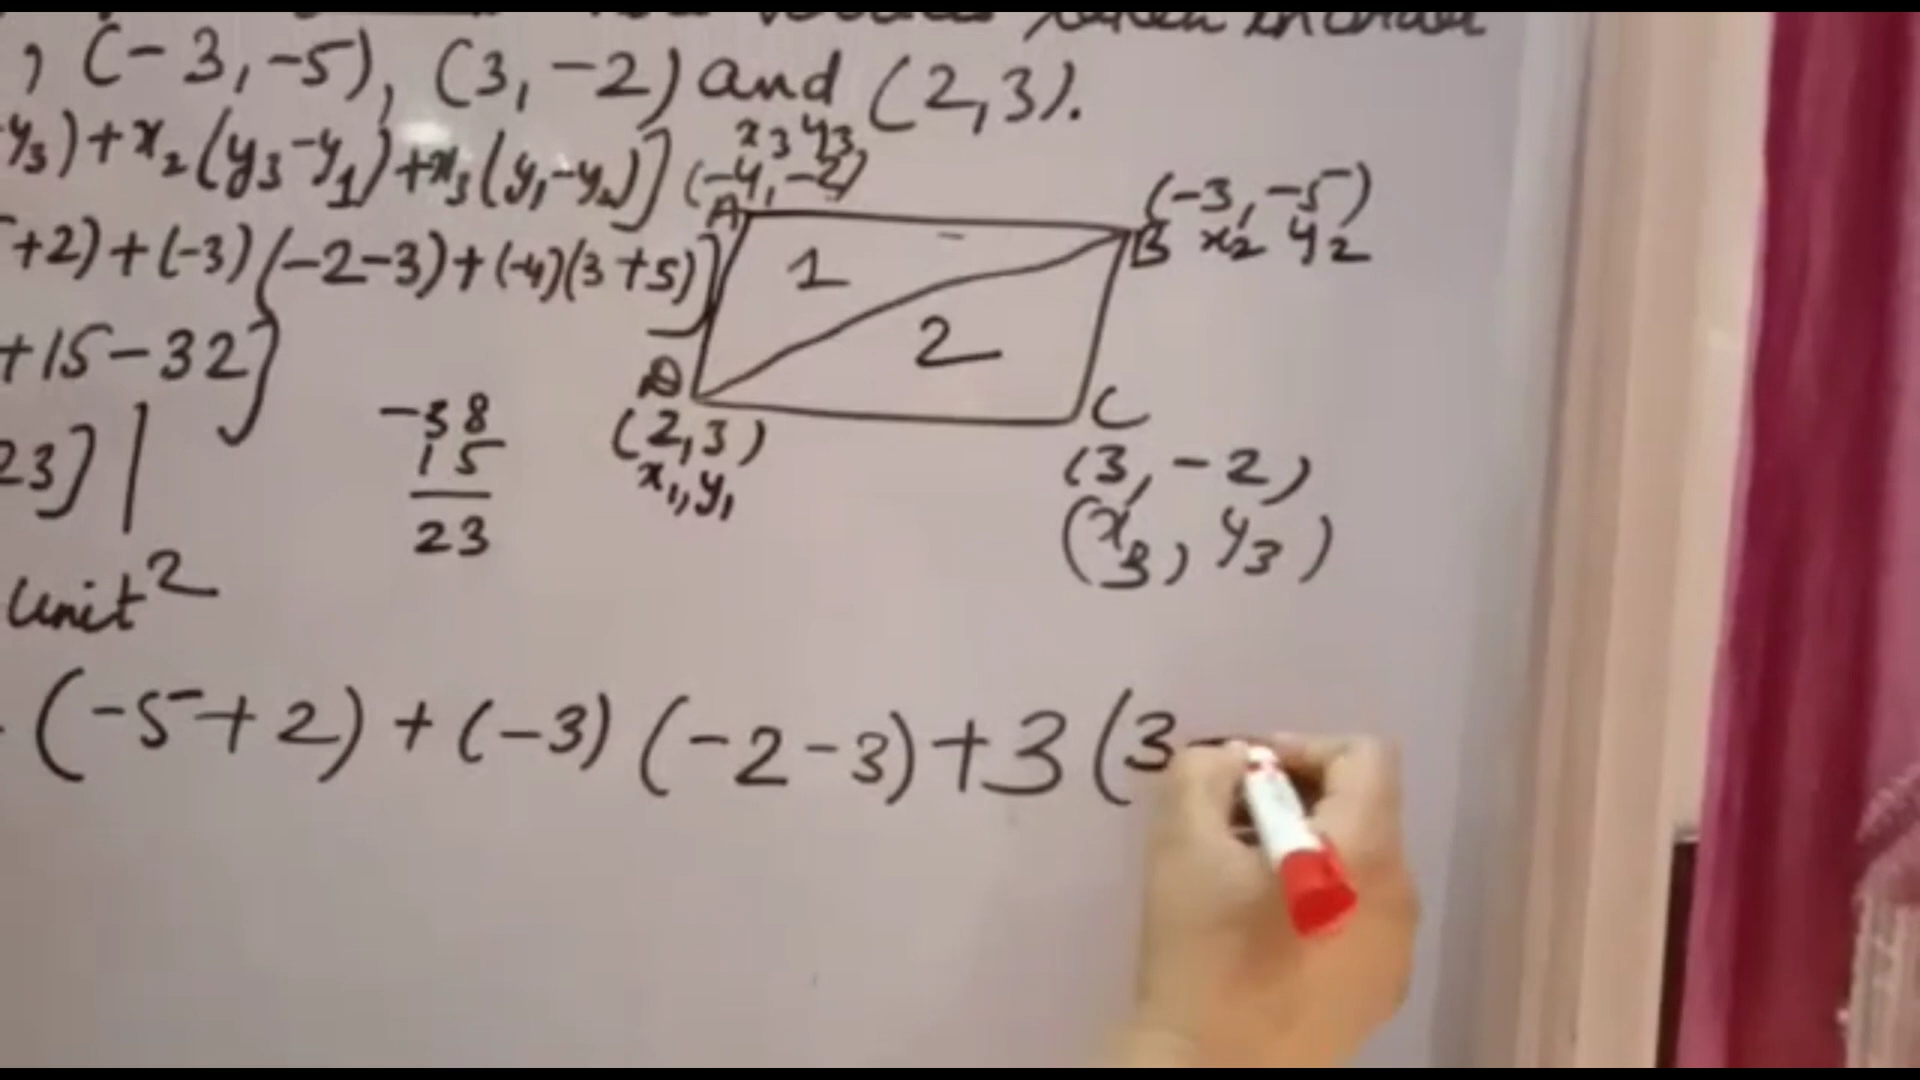 , (-3,-5), (3,-2) and (2,3).
y₃)+x₂(y₃-y₁)+x₃(y₁-y₂)]
x₃ y₃
(-4,-2)
A
(-3,-5)
B x₂ y₂
+2)+(-3)(-2-3)+(-4)(3+5)]
1
2
+15-32]
D
(2,3)
x₁,y₁
C
(3,-2)
(x₃, y₃)
23]|
-38
15
23
unit²
(-5+2)+(-3)(-2-3)+3(3